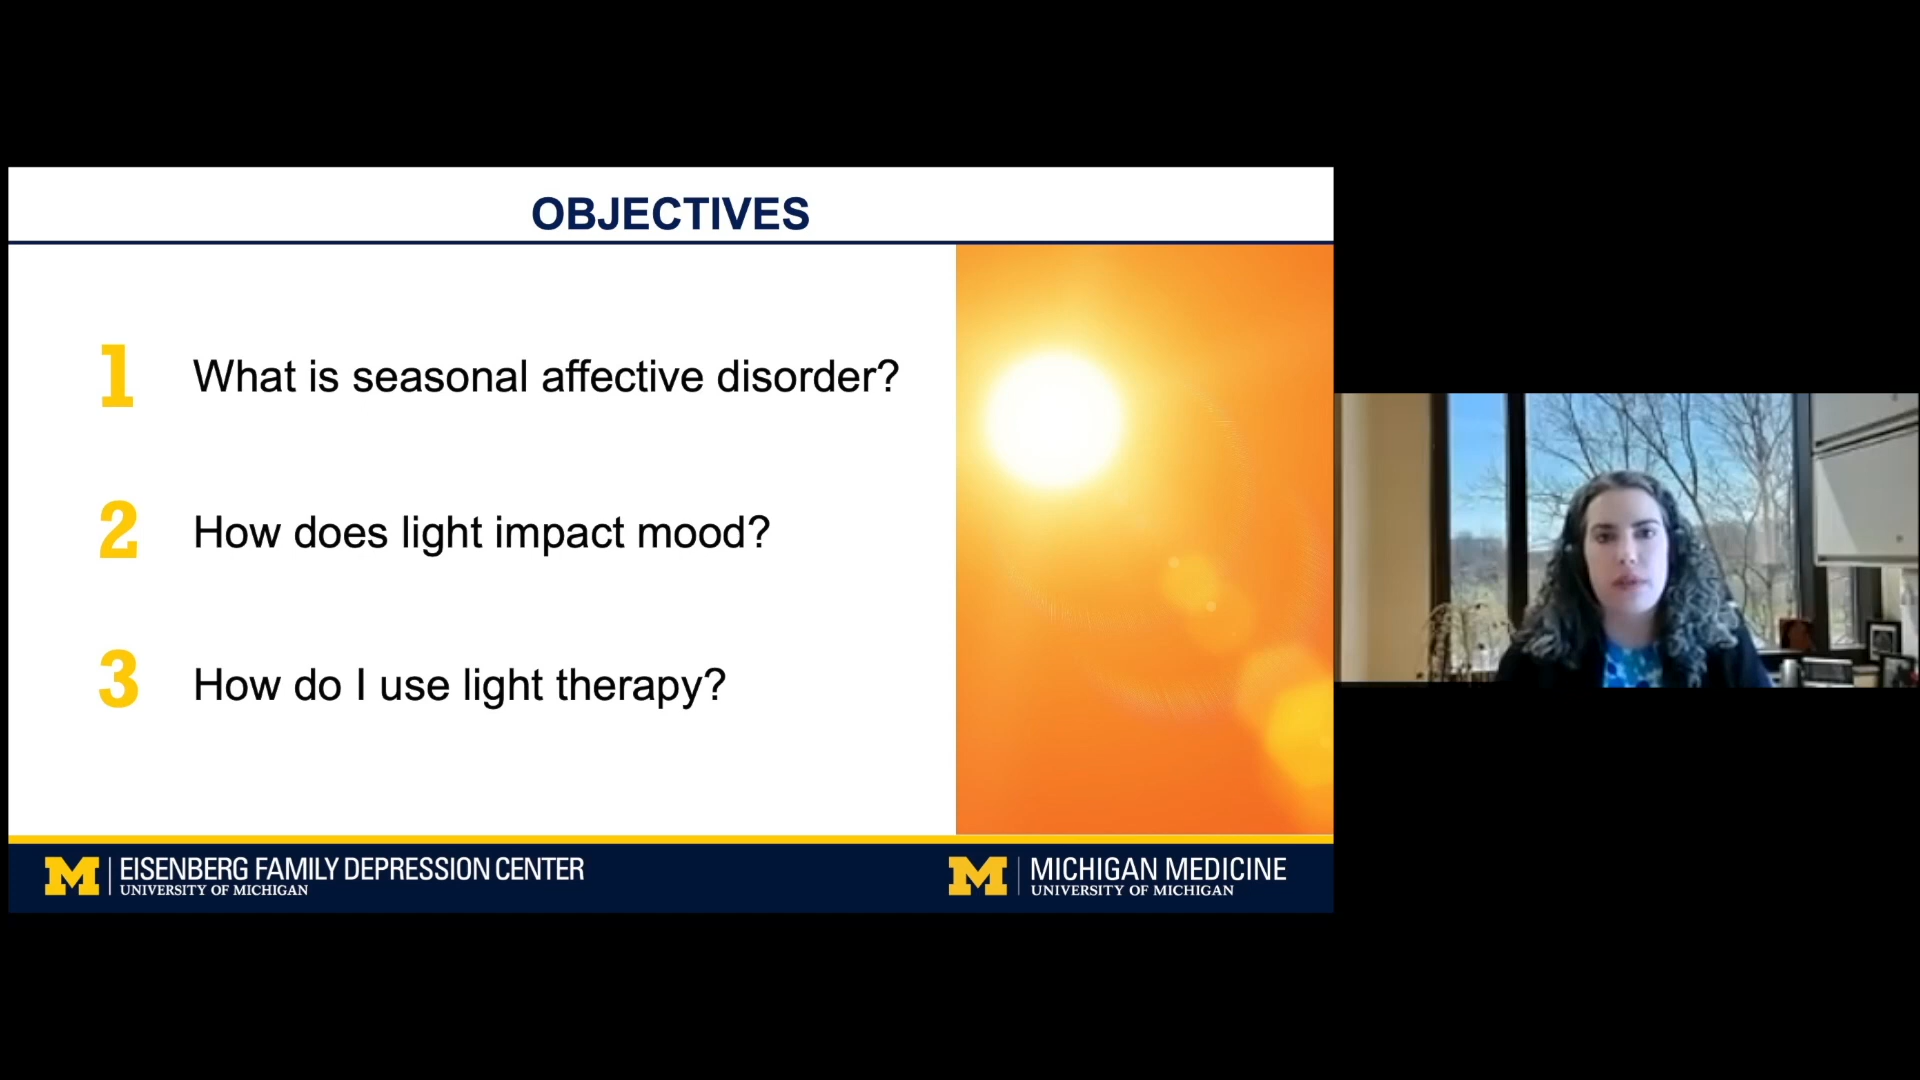 OBJECTIVES
1 What is seasonal affective disorder?
2 How does light impact mood?
3 How do I use light therapy?
M EISENBERG FAMILY DEPRESSION CENTER
UNIVERSITY OF MICHIGAN
M MICHIGAN MEDICINE
UNIVERSITY OF MICHIGAN